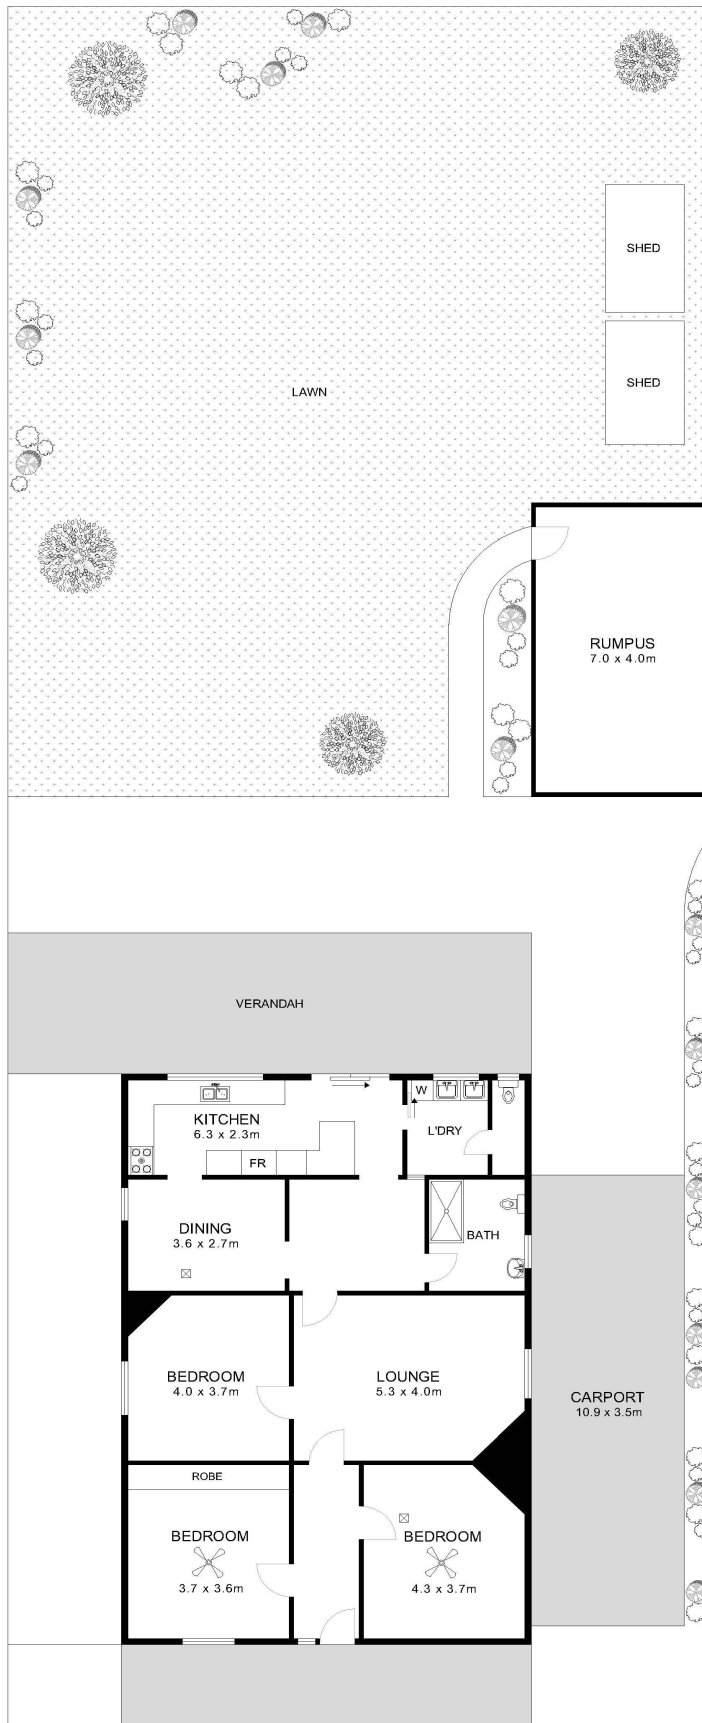 SHED
SHED
LAWN
RUMPUS
7.0 x 4.0m
VERANDAH
W
KITCHEN
6.3 x 2.3m
L'DRY
FR
DINING
3.6 x 2.7m
BATH
BEDROOM
4.0 x 3.7m
LOUNGE
5.3 x 4.0m
CARPORT
10.9 x 3.5m
ROBE
BEDROOM
3.7 x 3.6m
BEDROOM
4.3 x 3.7m